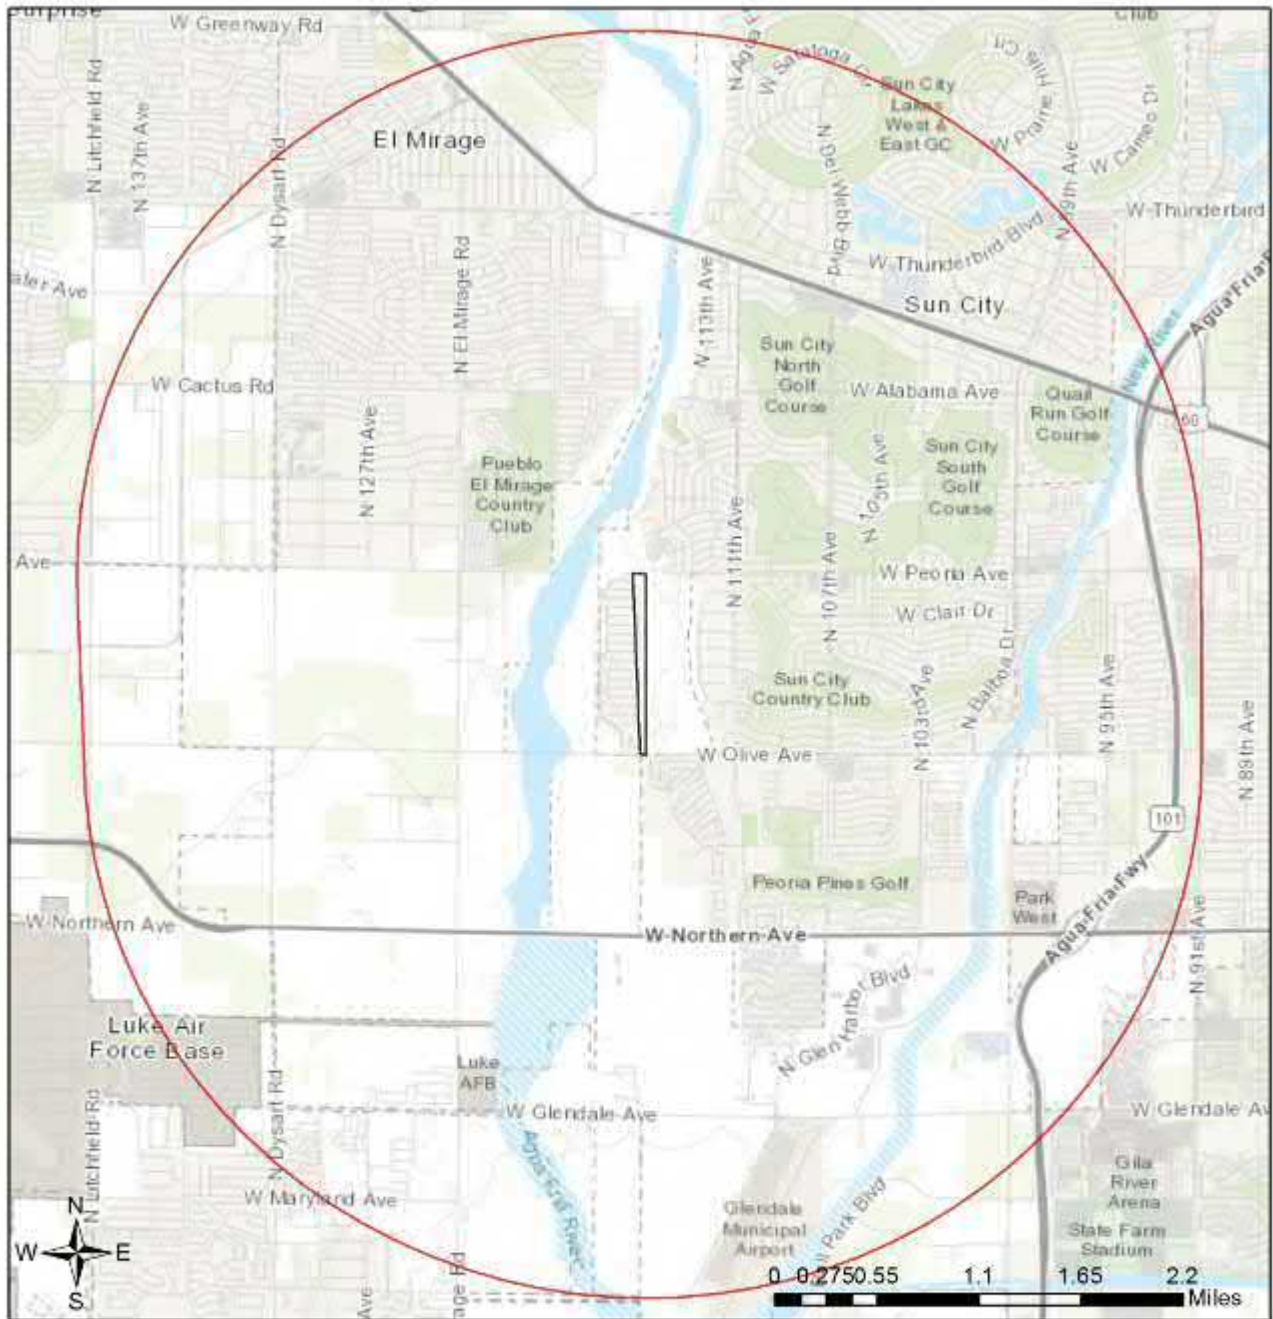 Surprise
W Greenway Rd
Club
N Litchfield Rd
N 137th Ave
N Dysart Rd
El Mirage
W Saratoga Cir
Sun City
Lakes
West &
East GC
W Prairie Hills Cir
W Cameo Dr
N Del Webb Blvd
N 99th Ave
W Thunderbird
W Thunderbird Blvd
N El Mirage Rd
N 113th Ave
Sun City
Agua Fria F
New River
Sun City
North
Golf
Course
W Cactus Rd
W Alabama Ave
Quail
Run Golf
Course
60
N 127th Ave
Pueblo
El Mirage
Country
Club
N 111th Ave
N 105th Ave
Sun City
South
Golf
Course
Ave
W Peoria Ave
N 107th Ave
W Clair Dr
Sun City
Country Club
N 103rd Ave
N Balboa Dr
N 95th Ave
N 89th Ave
W Olive Ave
101
Peoria Pines Golf
Park
West
Agua Fria Fwy
W Northern Ave
W Northern Ave
N 91st Ave
N Glen Harbor Blvd
Luke Air
Force Base
Luke
AFB
N Litchfield Rd
N Dysart Rd
W Glendale Ave
W Glendale Av
Agua Fria River
W Maryland Ave
Gila
River
Arena
Glendale
Municipal
Airport
ll Park Blvd
State Farm
Stadium
N
W E
S
Ave
rage Rd
0 0.275 0.55 1.1 1.65 2.2
Miles